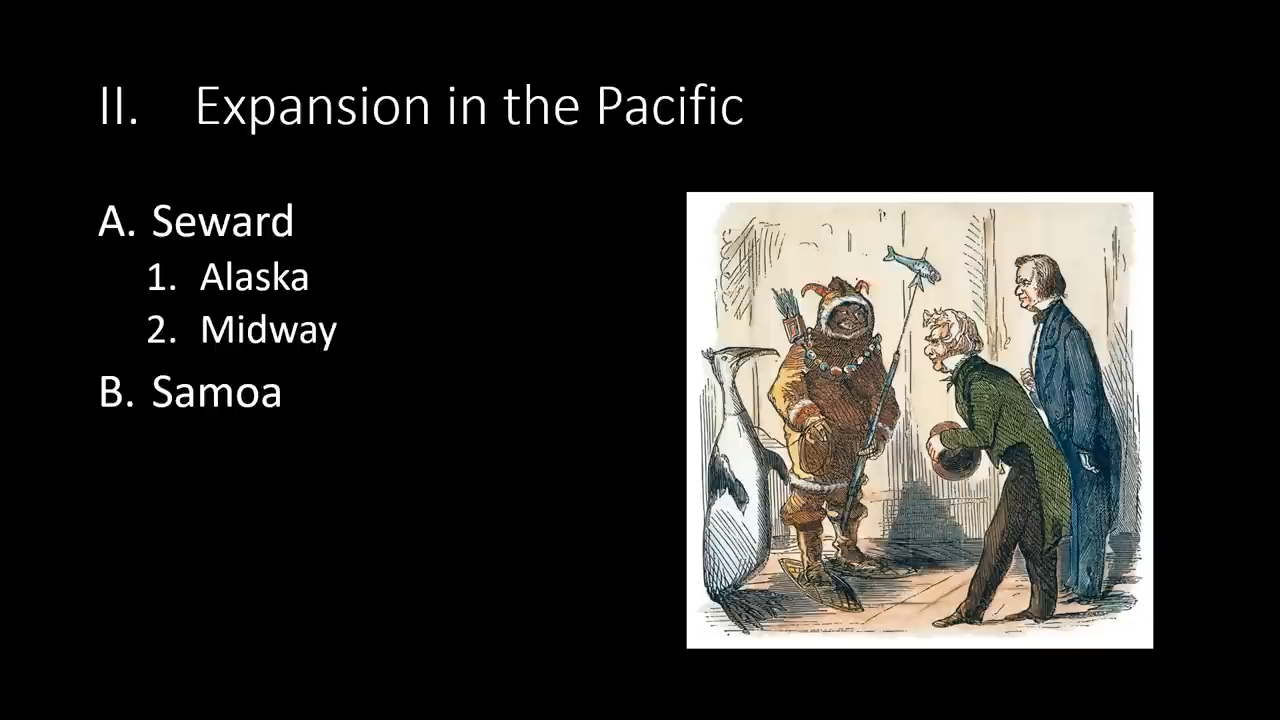 II. Expansion in the Pacific
A. Seward
1. Alaska
2. Midway
B. Samoa